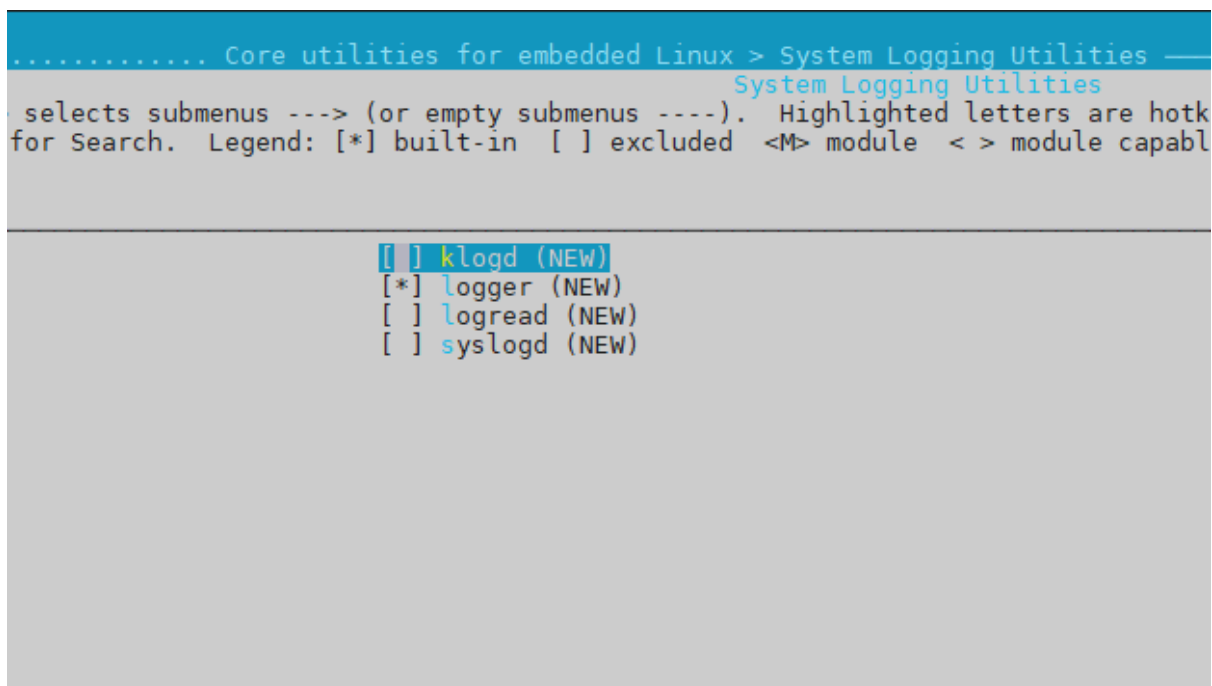 ............. Core utilities for embedded Linux > System Logging Utilities ───
System Logging Utilities
selects submenus ---> (or empty submenus ----). Highlighted letters are hotk
for Search. Legend: [*] built-in [ ] excluded <M> module < > module capabl
[ ] klogd (NEW)
[*] logger (NEW)
[ ] logread (NEW)
[ ] syslogd (NEW)